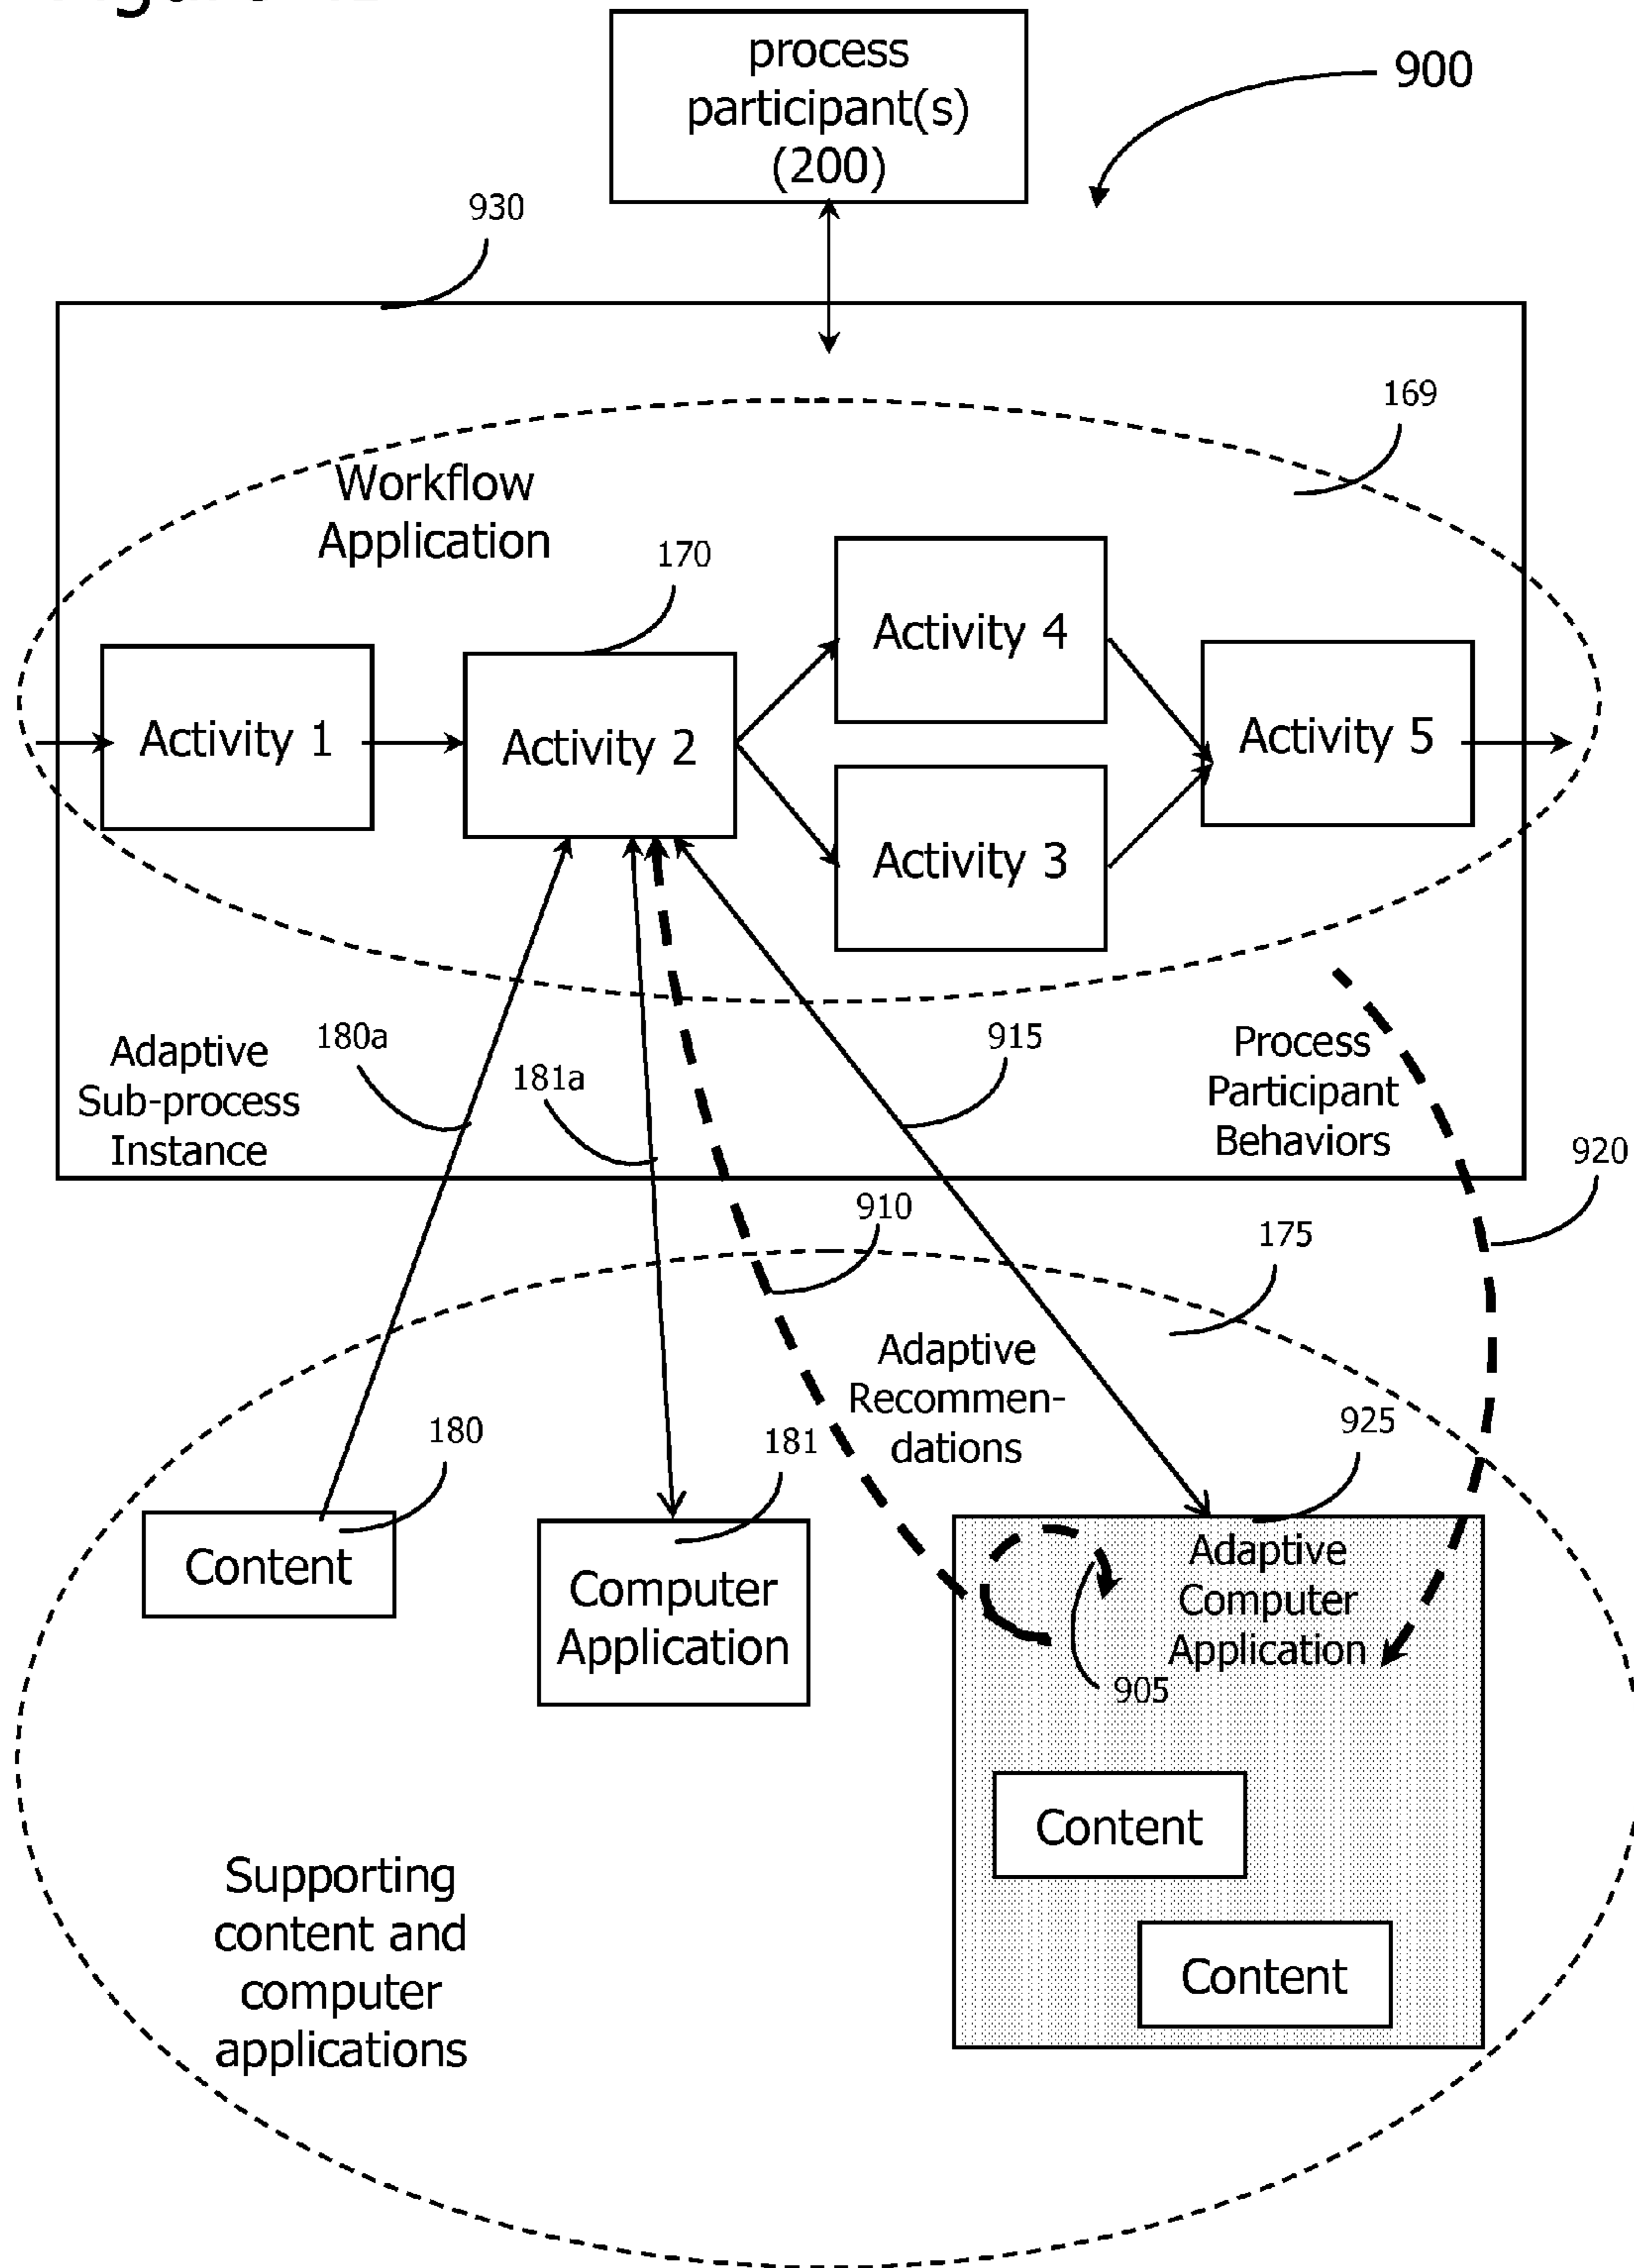 process
participant(s)
(200)
900
930
169
Workflow
Application
170
Activity 4
Activity 1
Activity 2
Activity 5
Activity 3
Adaptive
Sub-process
Instance
180a
181a
915
Process
Participant
Behaviors
920
910
175
Adaptive
Recommen-
dations
180
181
925
Content
Computer
Application
Adaptive
Computer
Application
905
Content
Content
Supporting
content and
computer
applications